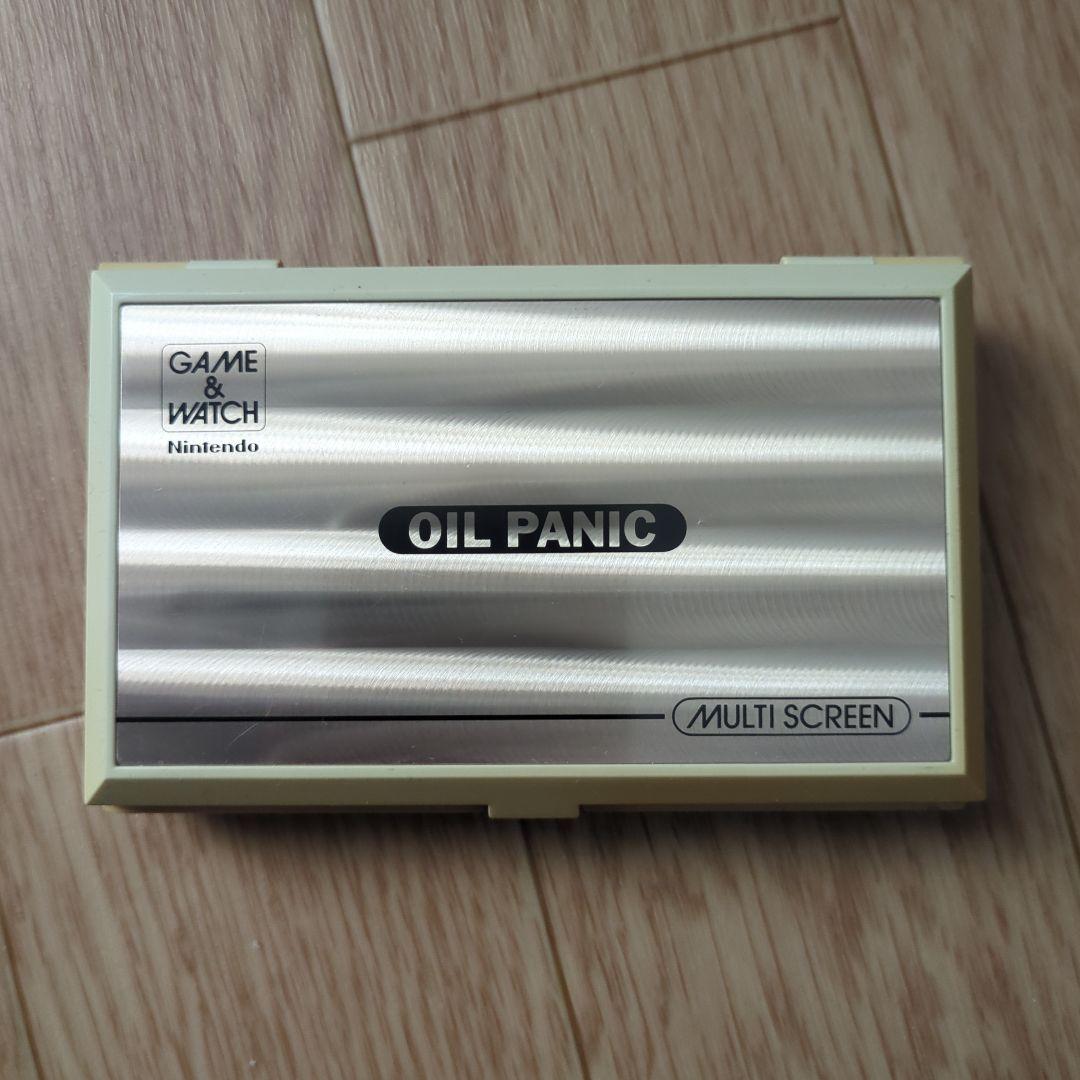 GAME
&
WATCH
Nintendo
OIL PANIC
MULTI SCREEN